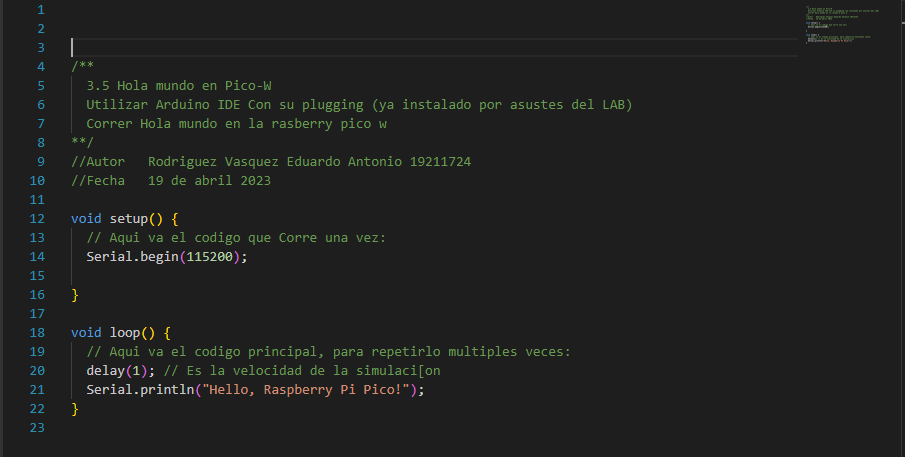 1
2
3
4 /**
5 3.5 Hola mundo en Pico-W
6 Utilizar Arduino IDE Con su plugging (ya instalado por asustes del LAB)
7 Correr Hola mundo en la rasberry pico w
8 **/
9 //Autor   Rodriguez Vasquez Eduardo Antonio 19211724
10 //Fecha   19 de abril 2023
11
12 void setup() {
13 // Aqui va el codigo que Corre una vez:
14 Serial.begin(115200);
15
16 }
17
18 void loop() {
19 // Aqui va el codigo principal, para repetirlo multiples veces:
20 delay(1); // Es la velocidad de la simulaci[on
21 Serial.println("Hello, Raspberry Pi Pico!");
22 }
23